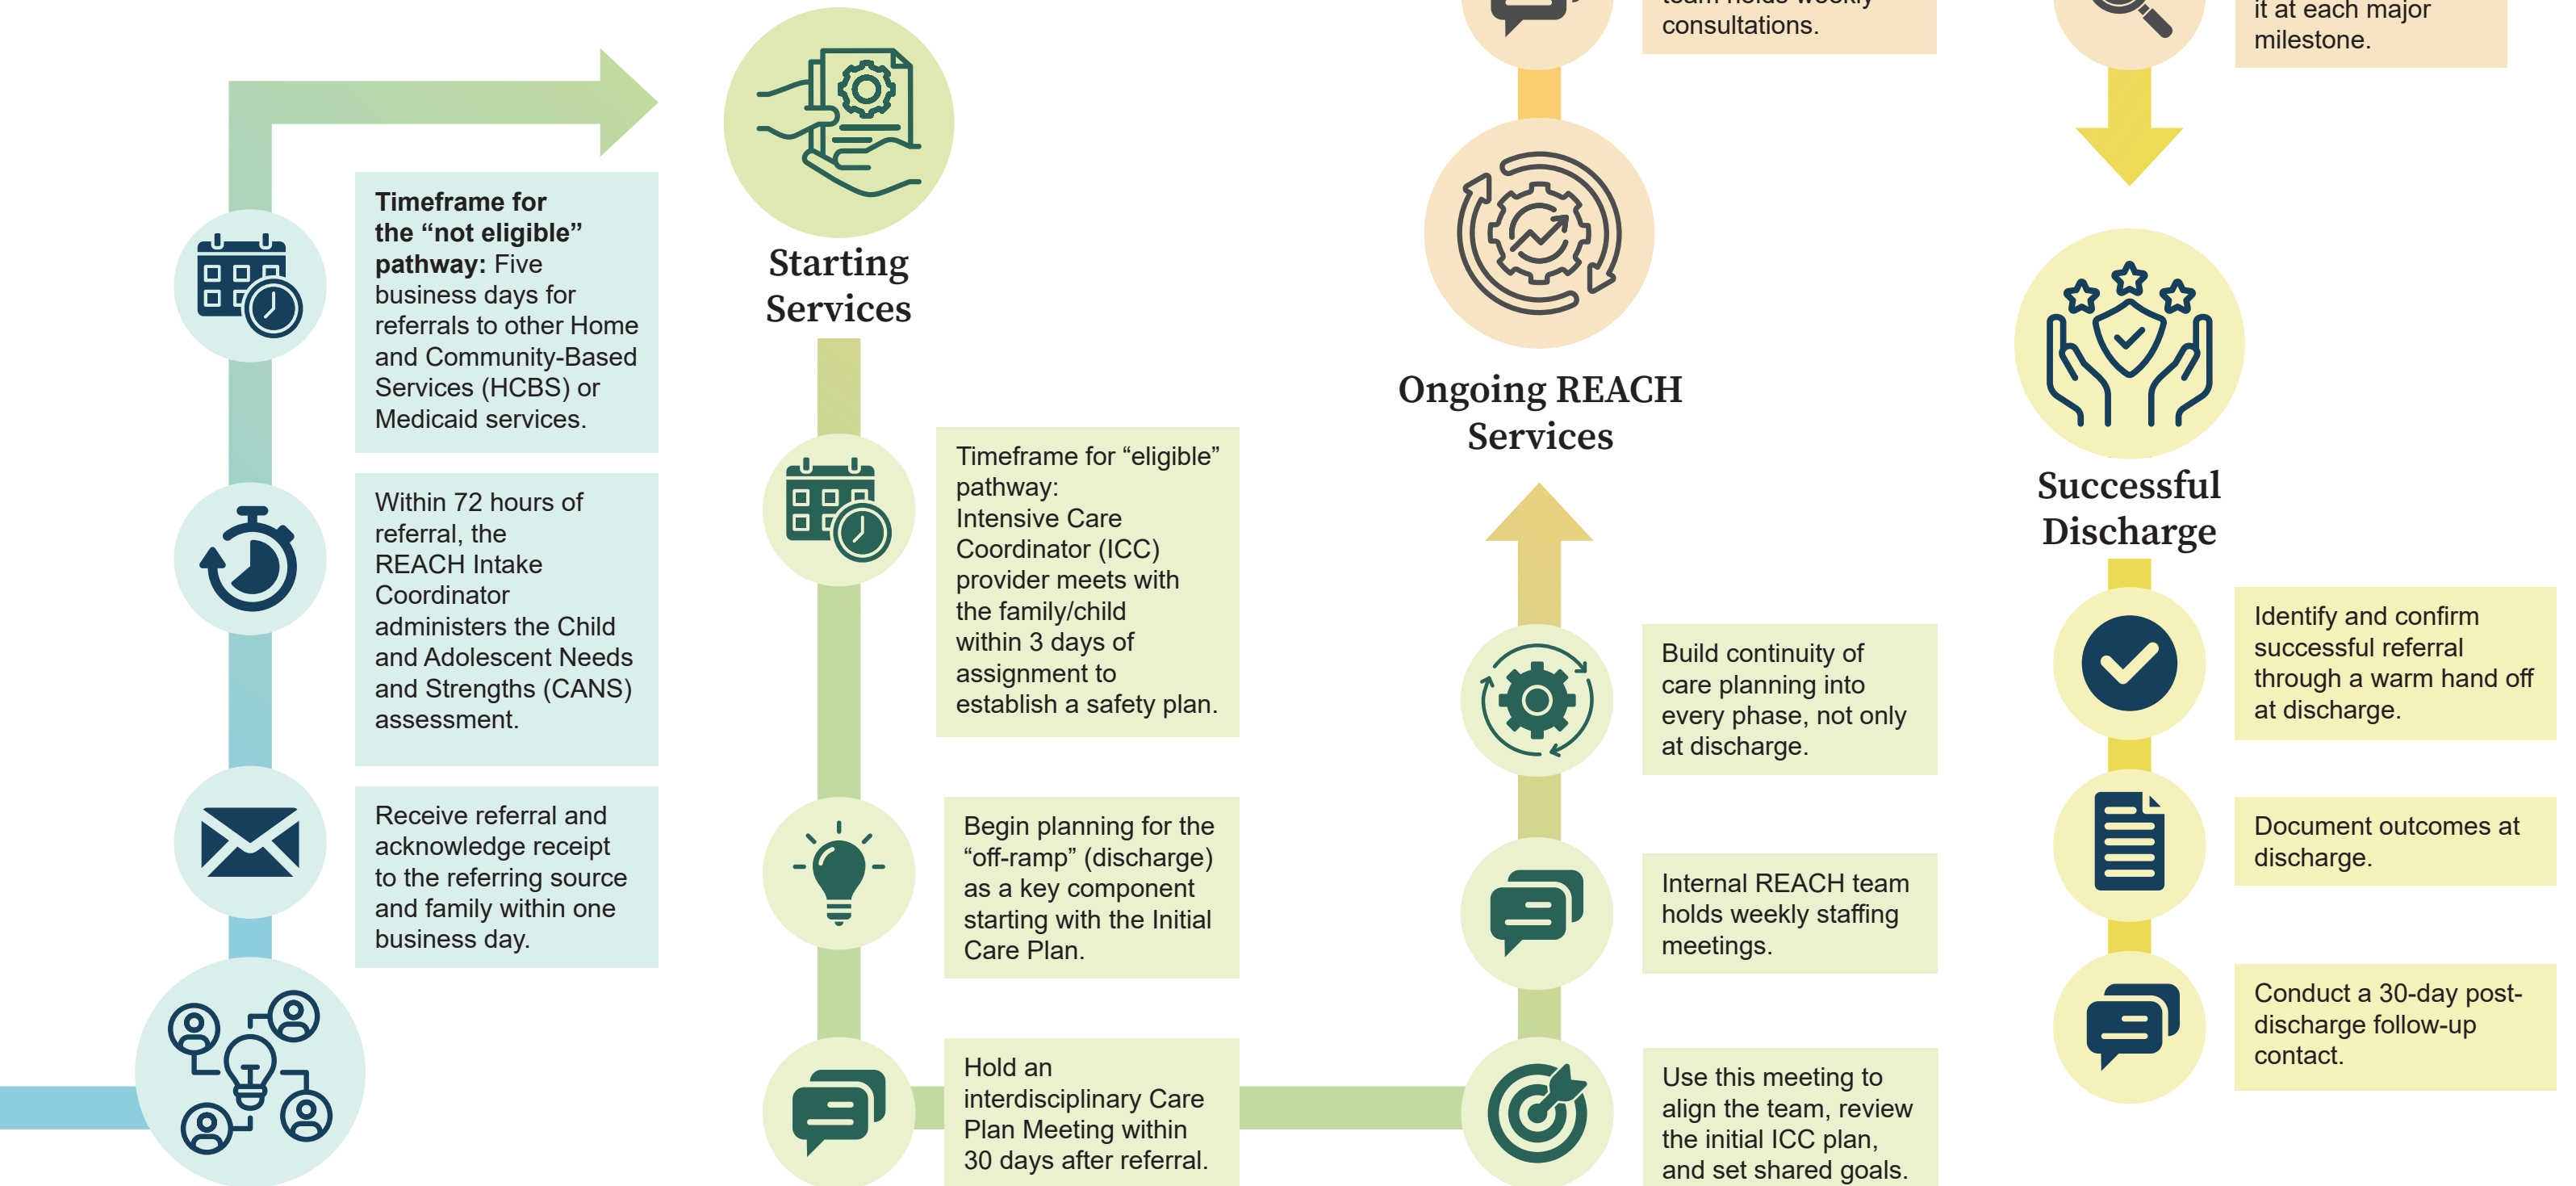 Timeframe for
the “not eligible”
pathway: Five
business days for
referrals to other Home
and Community-Based
Services (HCBS) or
Medicaid services.
Within 72 hours of
referral, the
REACH Intake
Coordinator
administers the Child
and Adolescent Needs
and Strengths (CANS)
assessment.
Receive referral and
acknowledge receipt
to the referring source
and family within one
business day.
Starting
Services
Timeframe for “eligible”
pathway:
Intensive Care
Coordinator (ICC)
provider meets with
the family/child
within 3 days of
assignment to
establish a safety plan.
Begin planning for the
“off-ramp” (discharge)
as a key component
starting with the Initial
Care Plan.
Hold an
interdisciplinary Care
Plan Meeting within
30 days after referral.
team holds weekly
consultations.
Ongoing REACH
Services
Build continuity of
care planning into
every phase, not only
at discharge.
Internal REACH team
holds weekly staffing
meetings.
Use this meeting to
align the team, review
the initial ICC plan,
and set shared goals.
it at each major
milestone.
Successful
Discharge
Identify and confirm
successful referral
through a warm hand off
at discharge.
Document outcomes at
discharge.
Conduct a 30-day post-
discharge follow-up
contact.